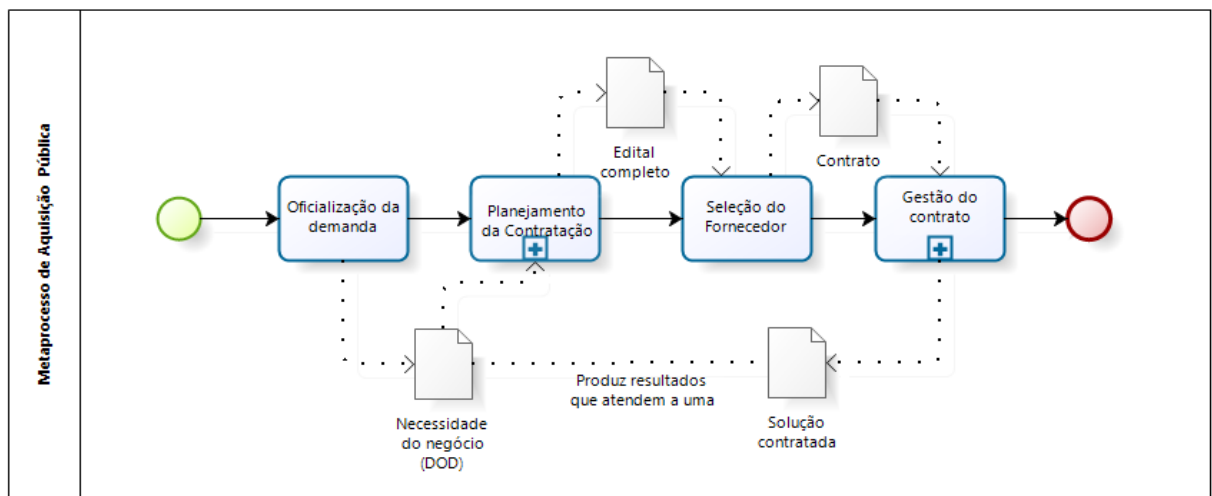 Metaprocesso de Aquisição Pública
Edital
completo
Contrato
Oficialização da
demanda
Planejamento
da Contratação
Seleção do
Fornecedor
Gestão do
contrato
Produz resultados
que atendem a uma
Necessidade
do negócio
(DOD)
Solução
contratada